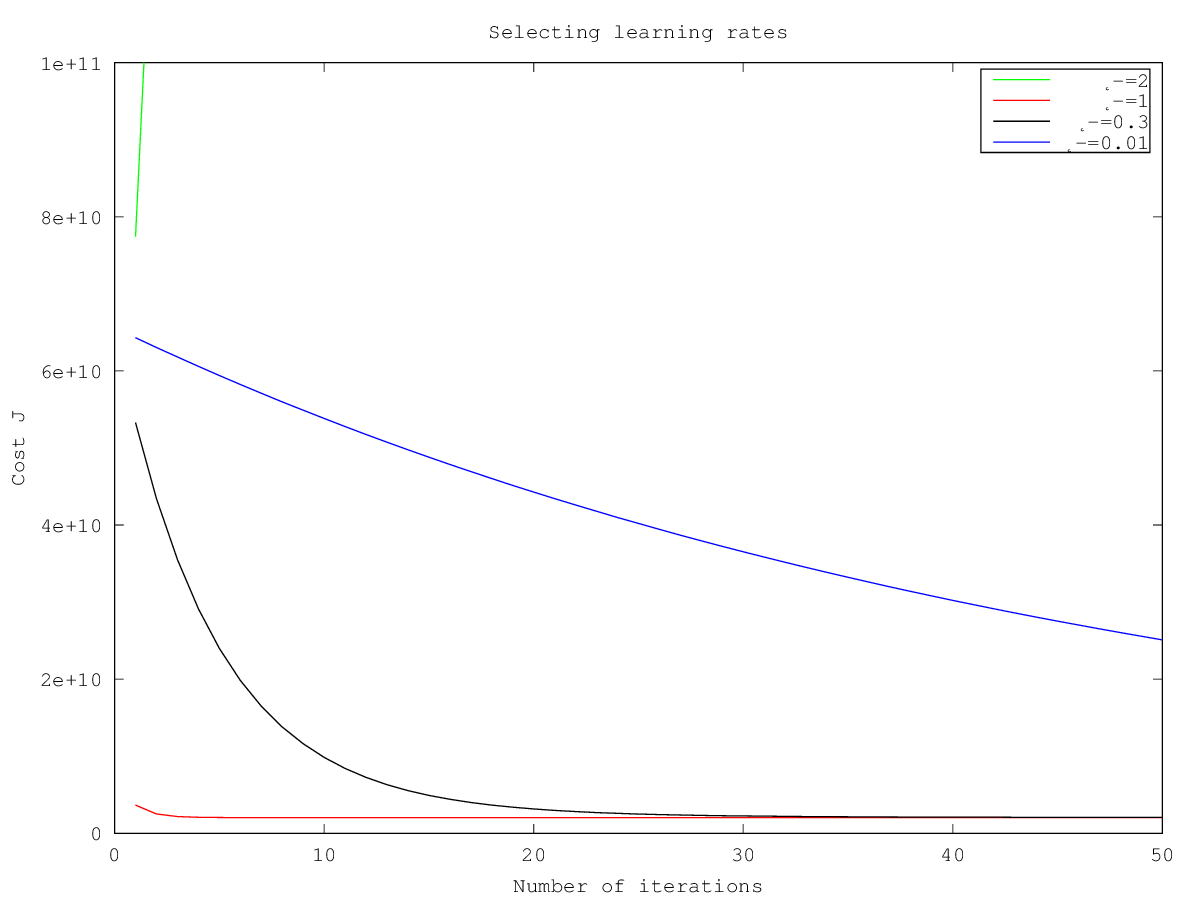 Selecting learning rates
1e+11
8e+10
6e+10
4e+10
2e+10
0
Cost J
0 10 20 30 40 50
Number of iterations
=2
=1
=0.3
=0.01